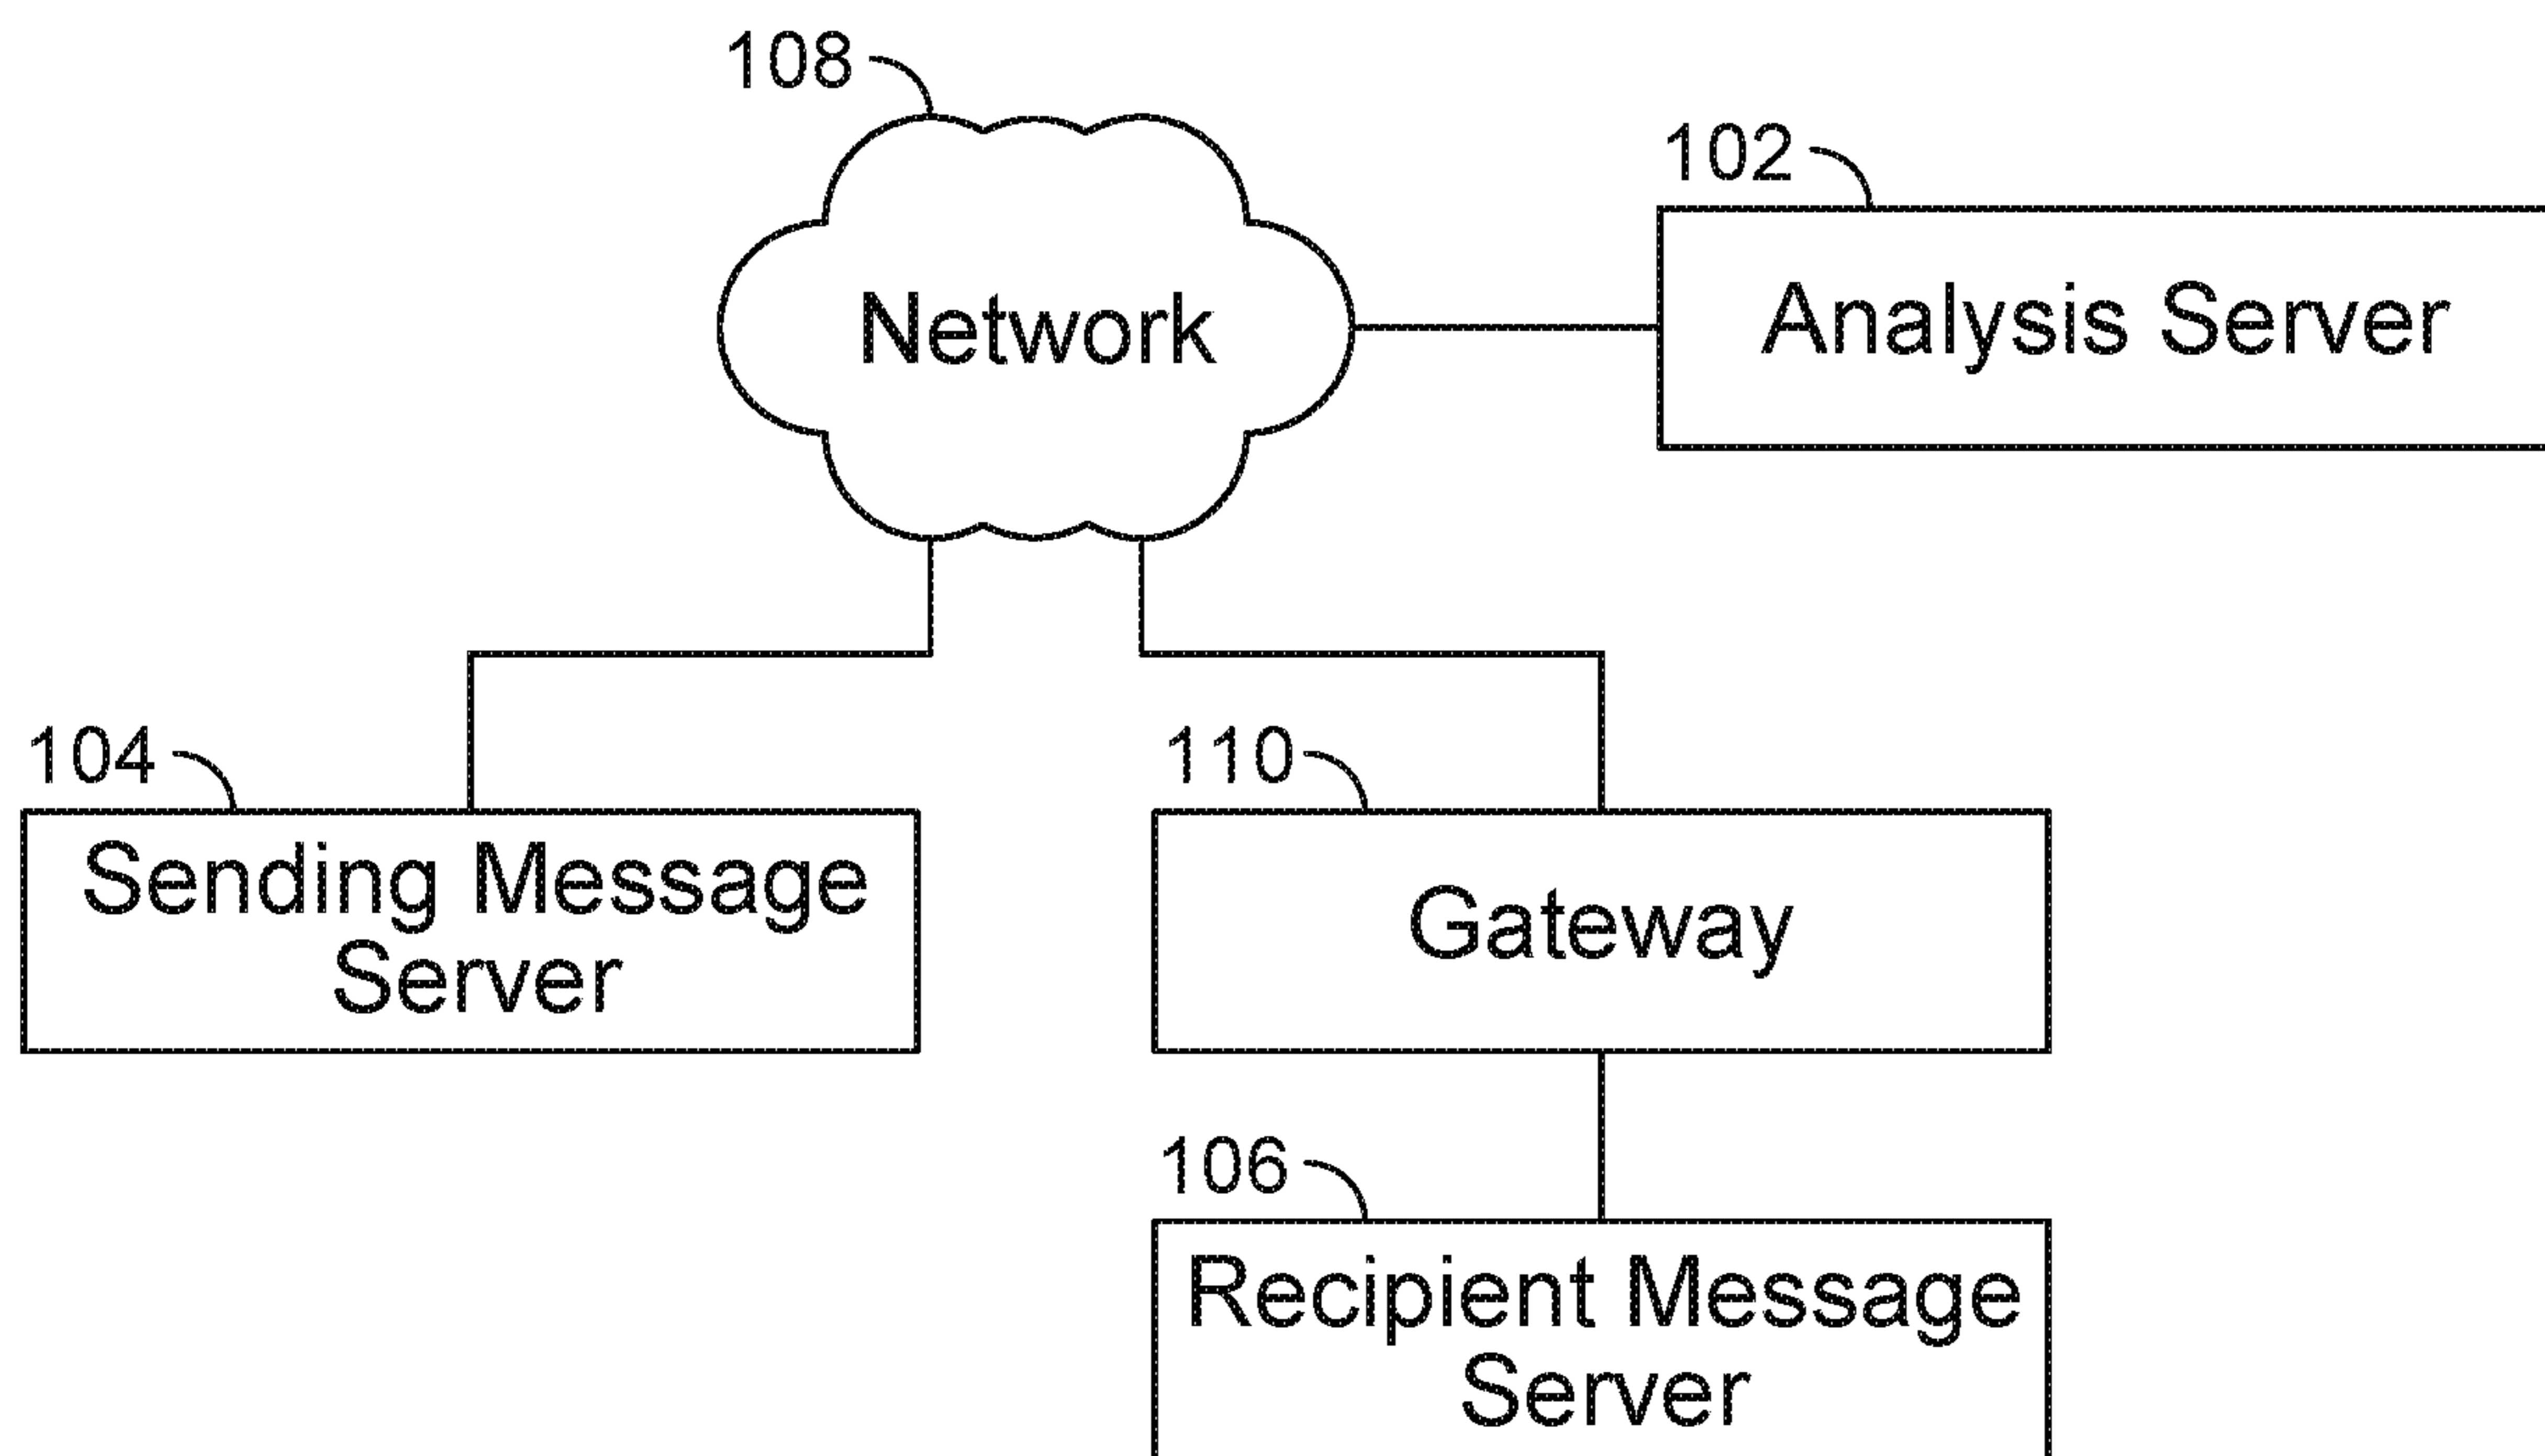 108
102
Network
Analysis Server
104
110
Sending Message
Server
Gateway
106
Recipient Message
Server